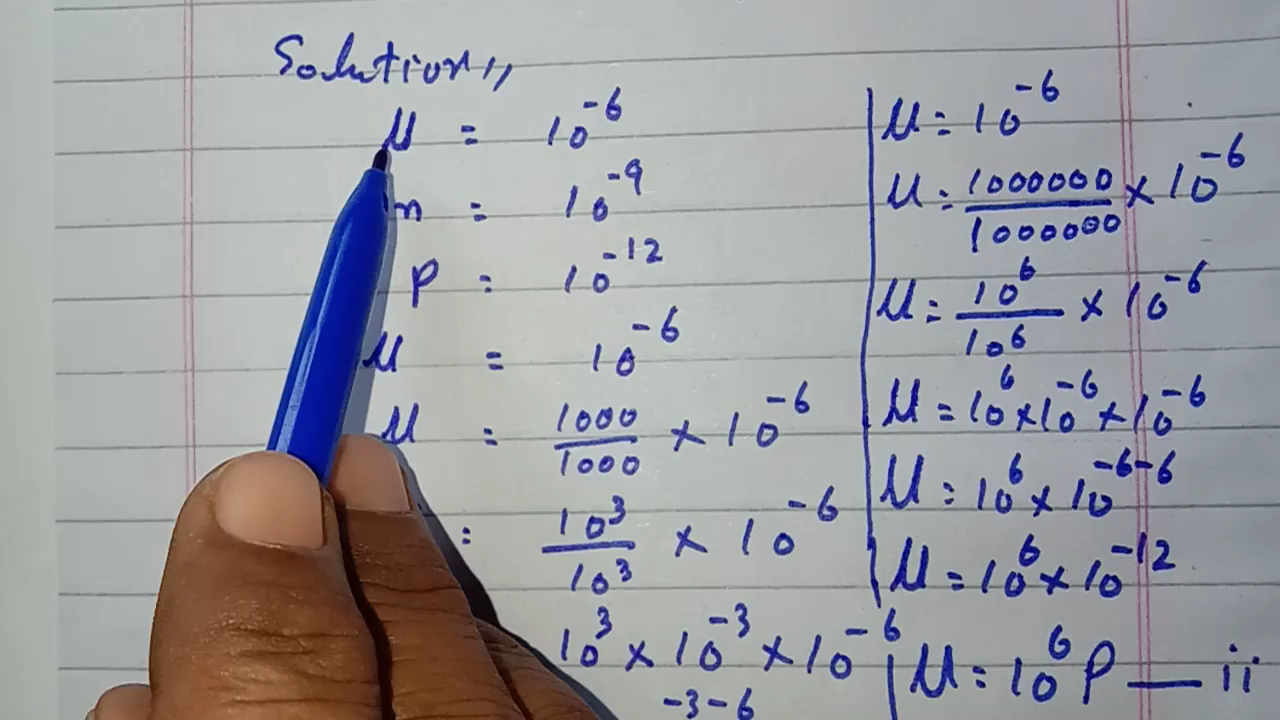 Solution,,
μ = 10^-6
n = 10^-9
p = 10^-12
μ = 10^-6
μ = 1000/1000 × 10^-6
= 10^3/10^3 × 10^-6
10^3 × 10^-3 × 10^-6
-3-6
μ = 10^-6
μ = 1000000/1000000 × 10^-6
μ = 10^6/10^6 × 10^-6
μ = 10^6 × 10^-6 × 10^-6
μ = 10^6 × 10^-6-6
μ = 10^6 × 10^-12
μ = 10^6 p — ii